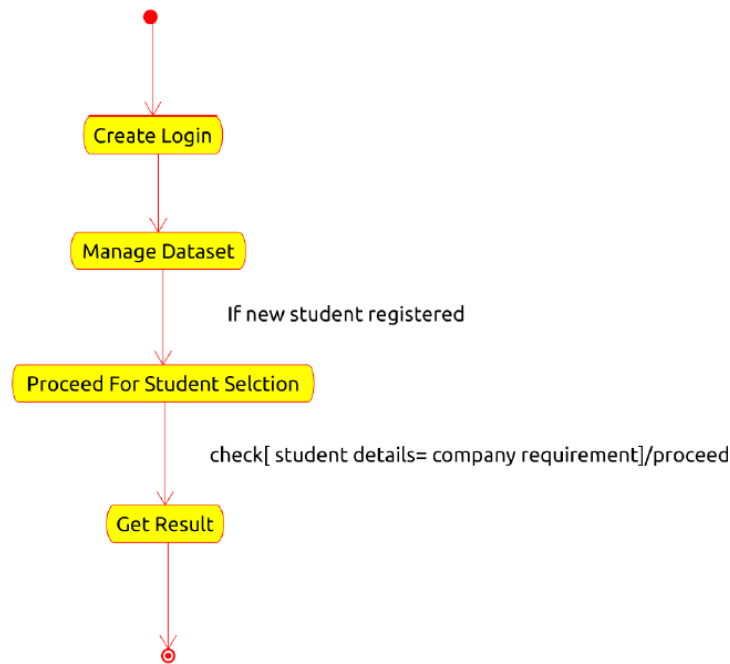 Create Login
Manage Dataset
If new student registered
Proceed For Student Selction
check[ student details= company requirement]/proceed
Get Result